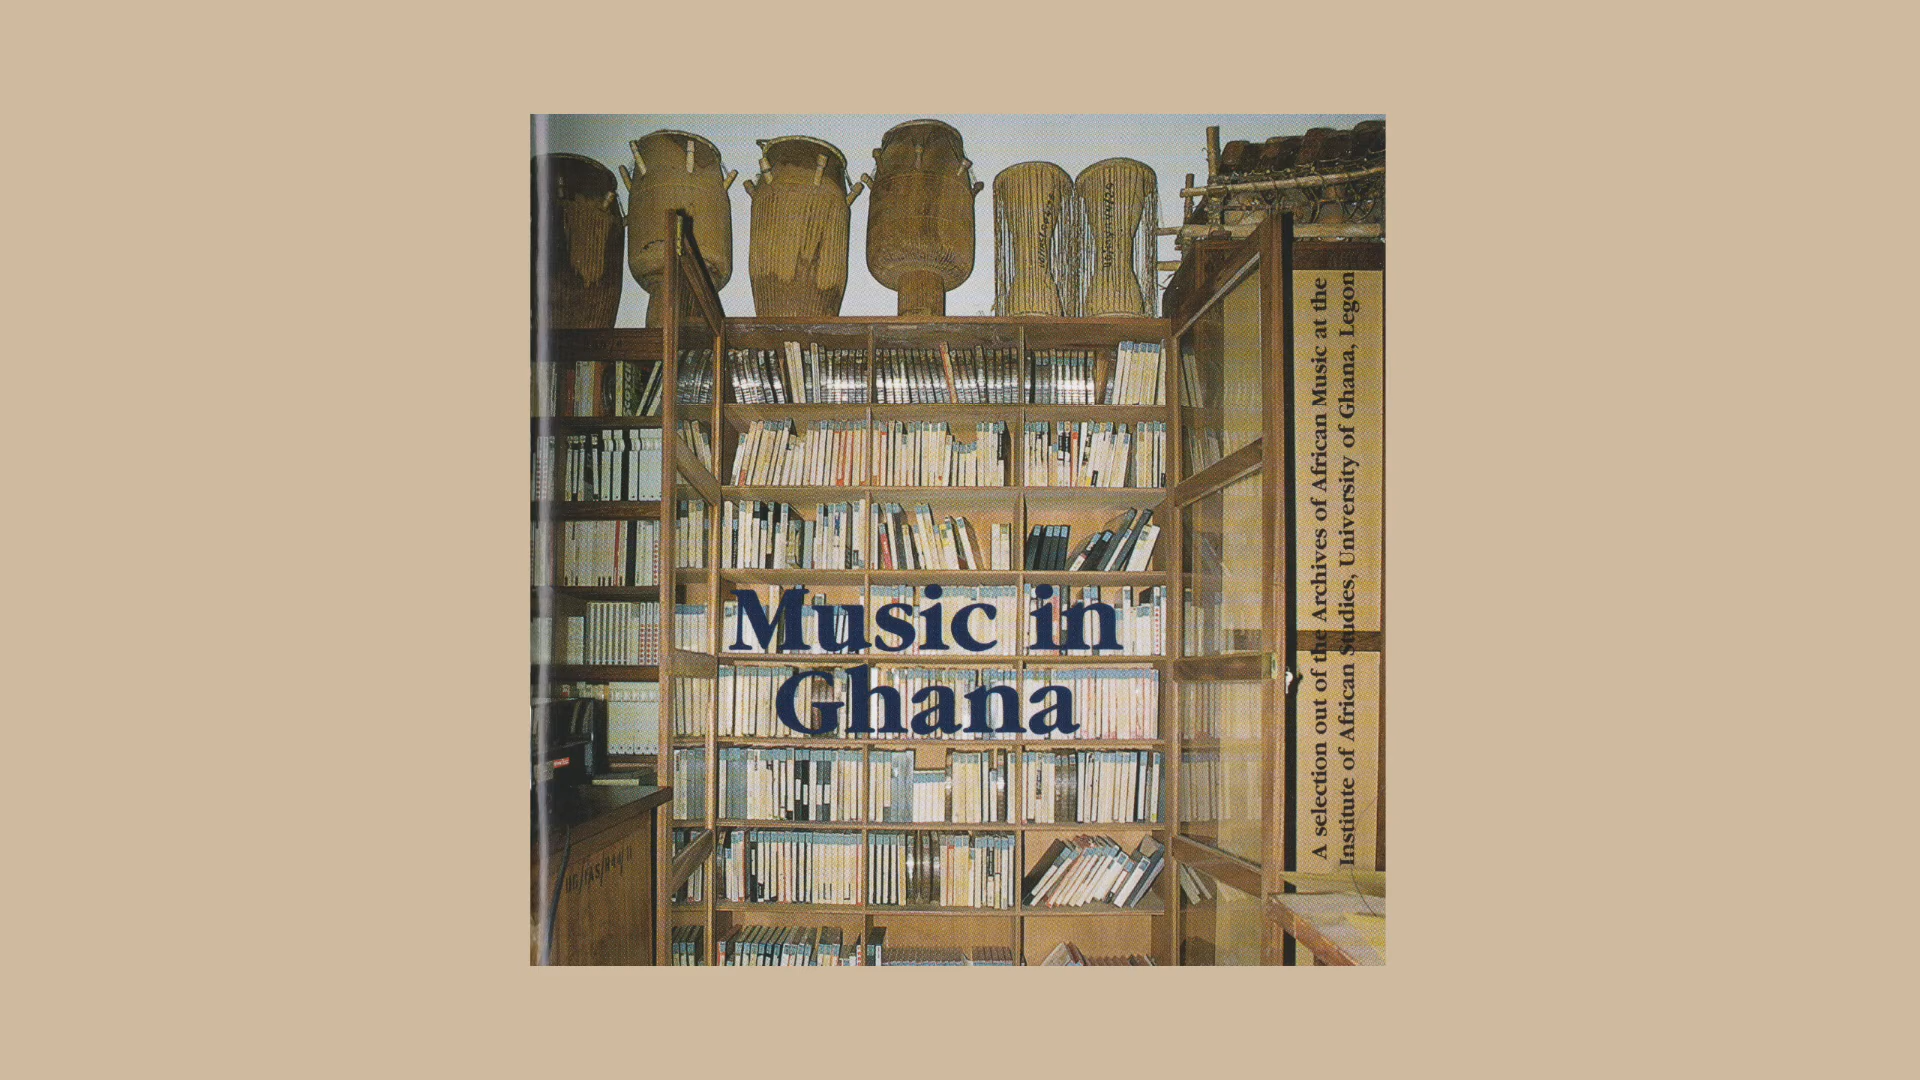 Music in
Ghana
A selection out of the Archives of African Music at the
Institute of African Studies, University of Ghana, Legon